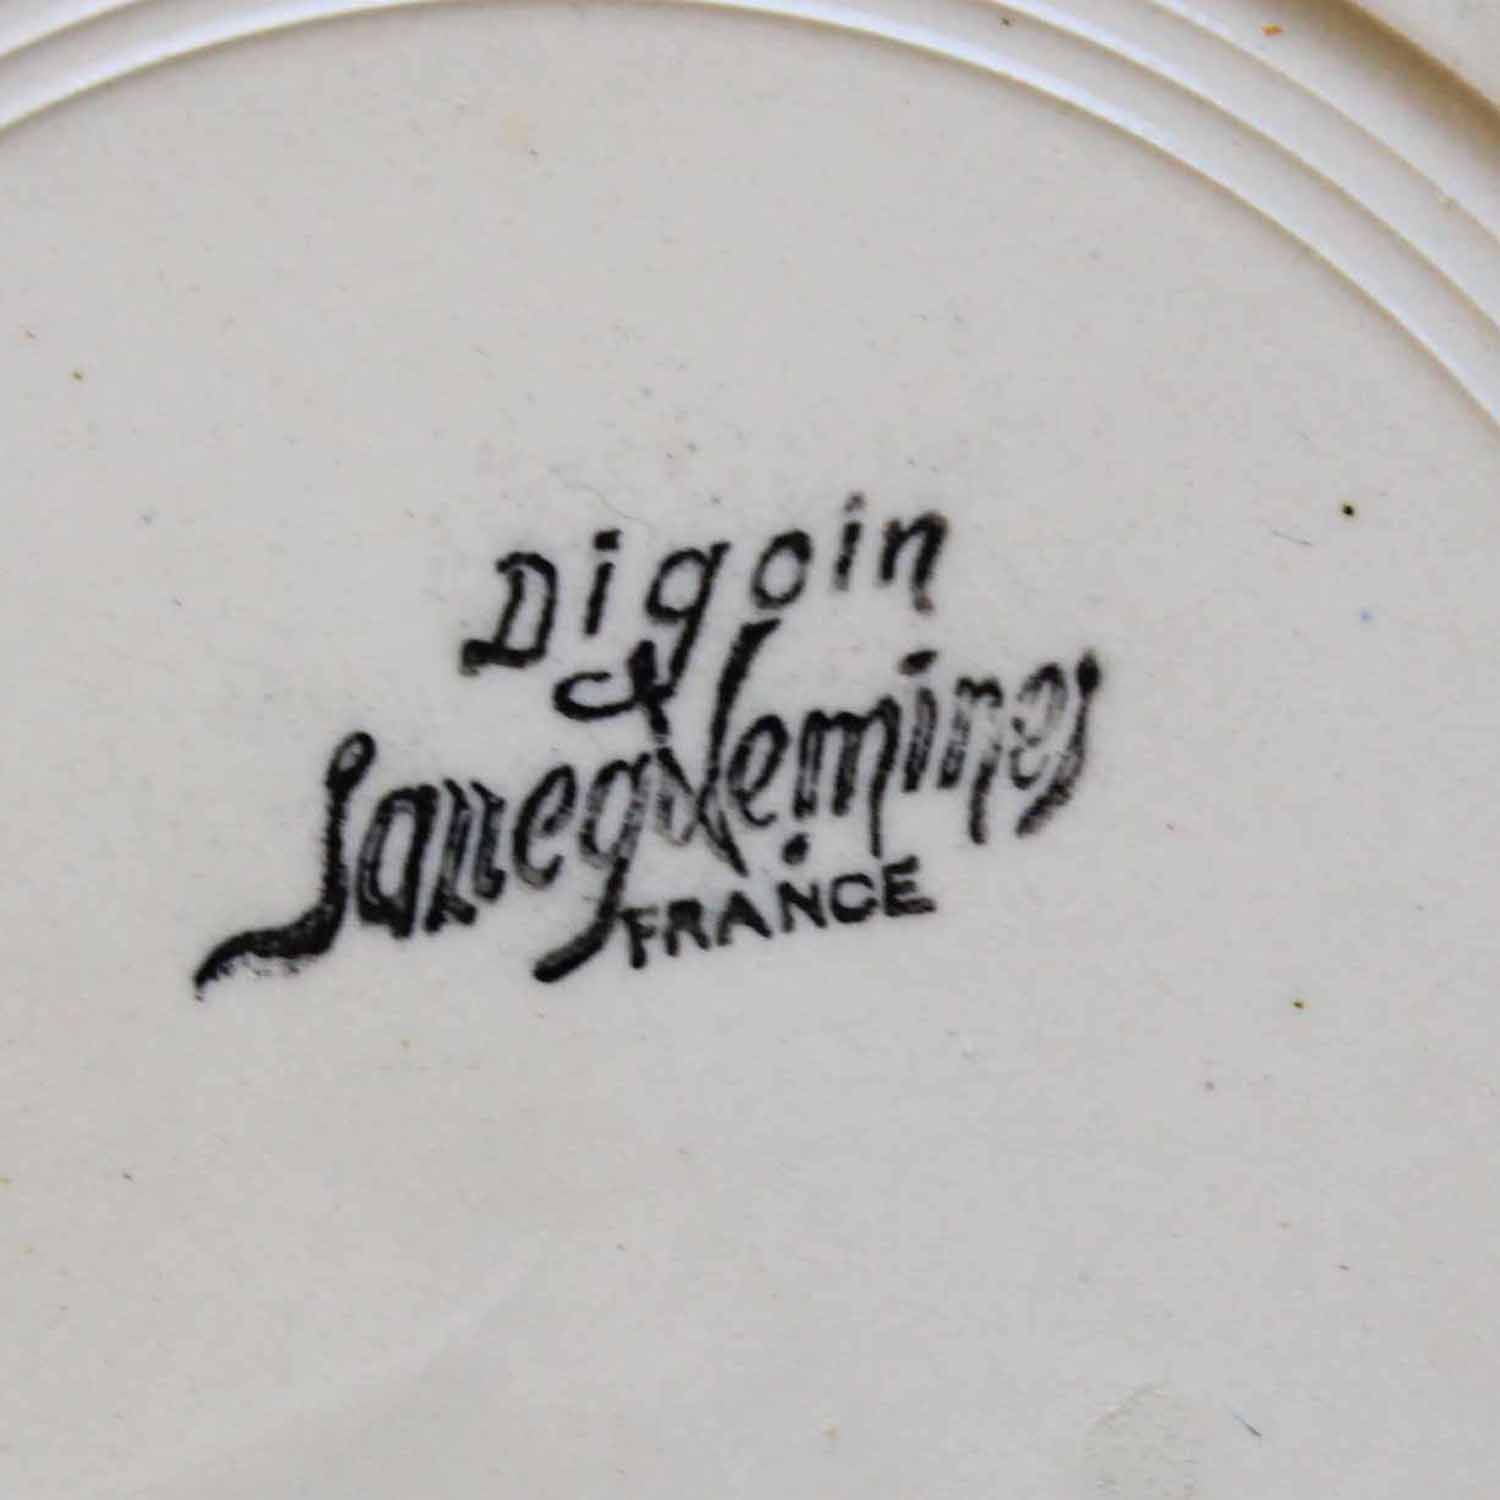 Digoin
&
Sarreguemines
FRANCE